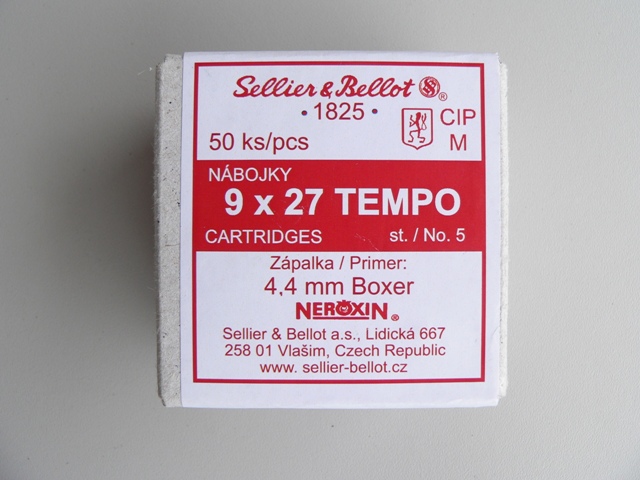 Sellier & Bellot ®
• 1825 •
CIP
M
50 ks/pcs
NÁBOJKY
9 x 27 TEMPO
CARTRIDGES st. / No. 5
Zápalka / Primer:
4,4 mm Boxer
NEROXIN ®
Sellier & Bellot a.s., Lidická 667
258 01 Vlašim, Czech Republic
www. sellier-bellot.cz